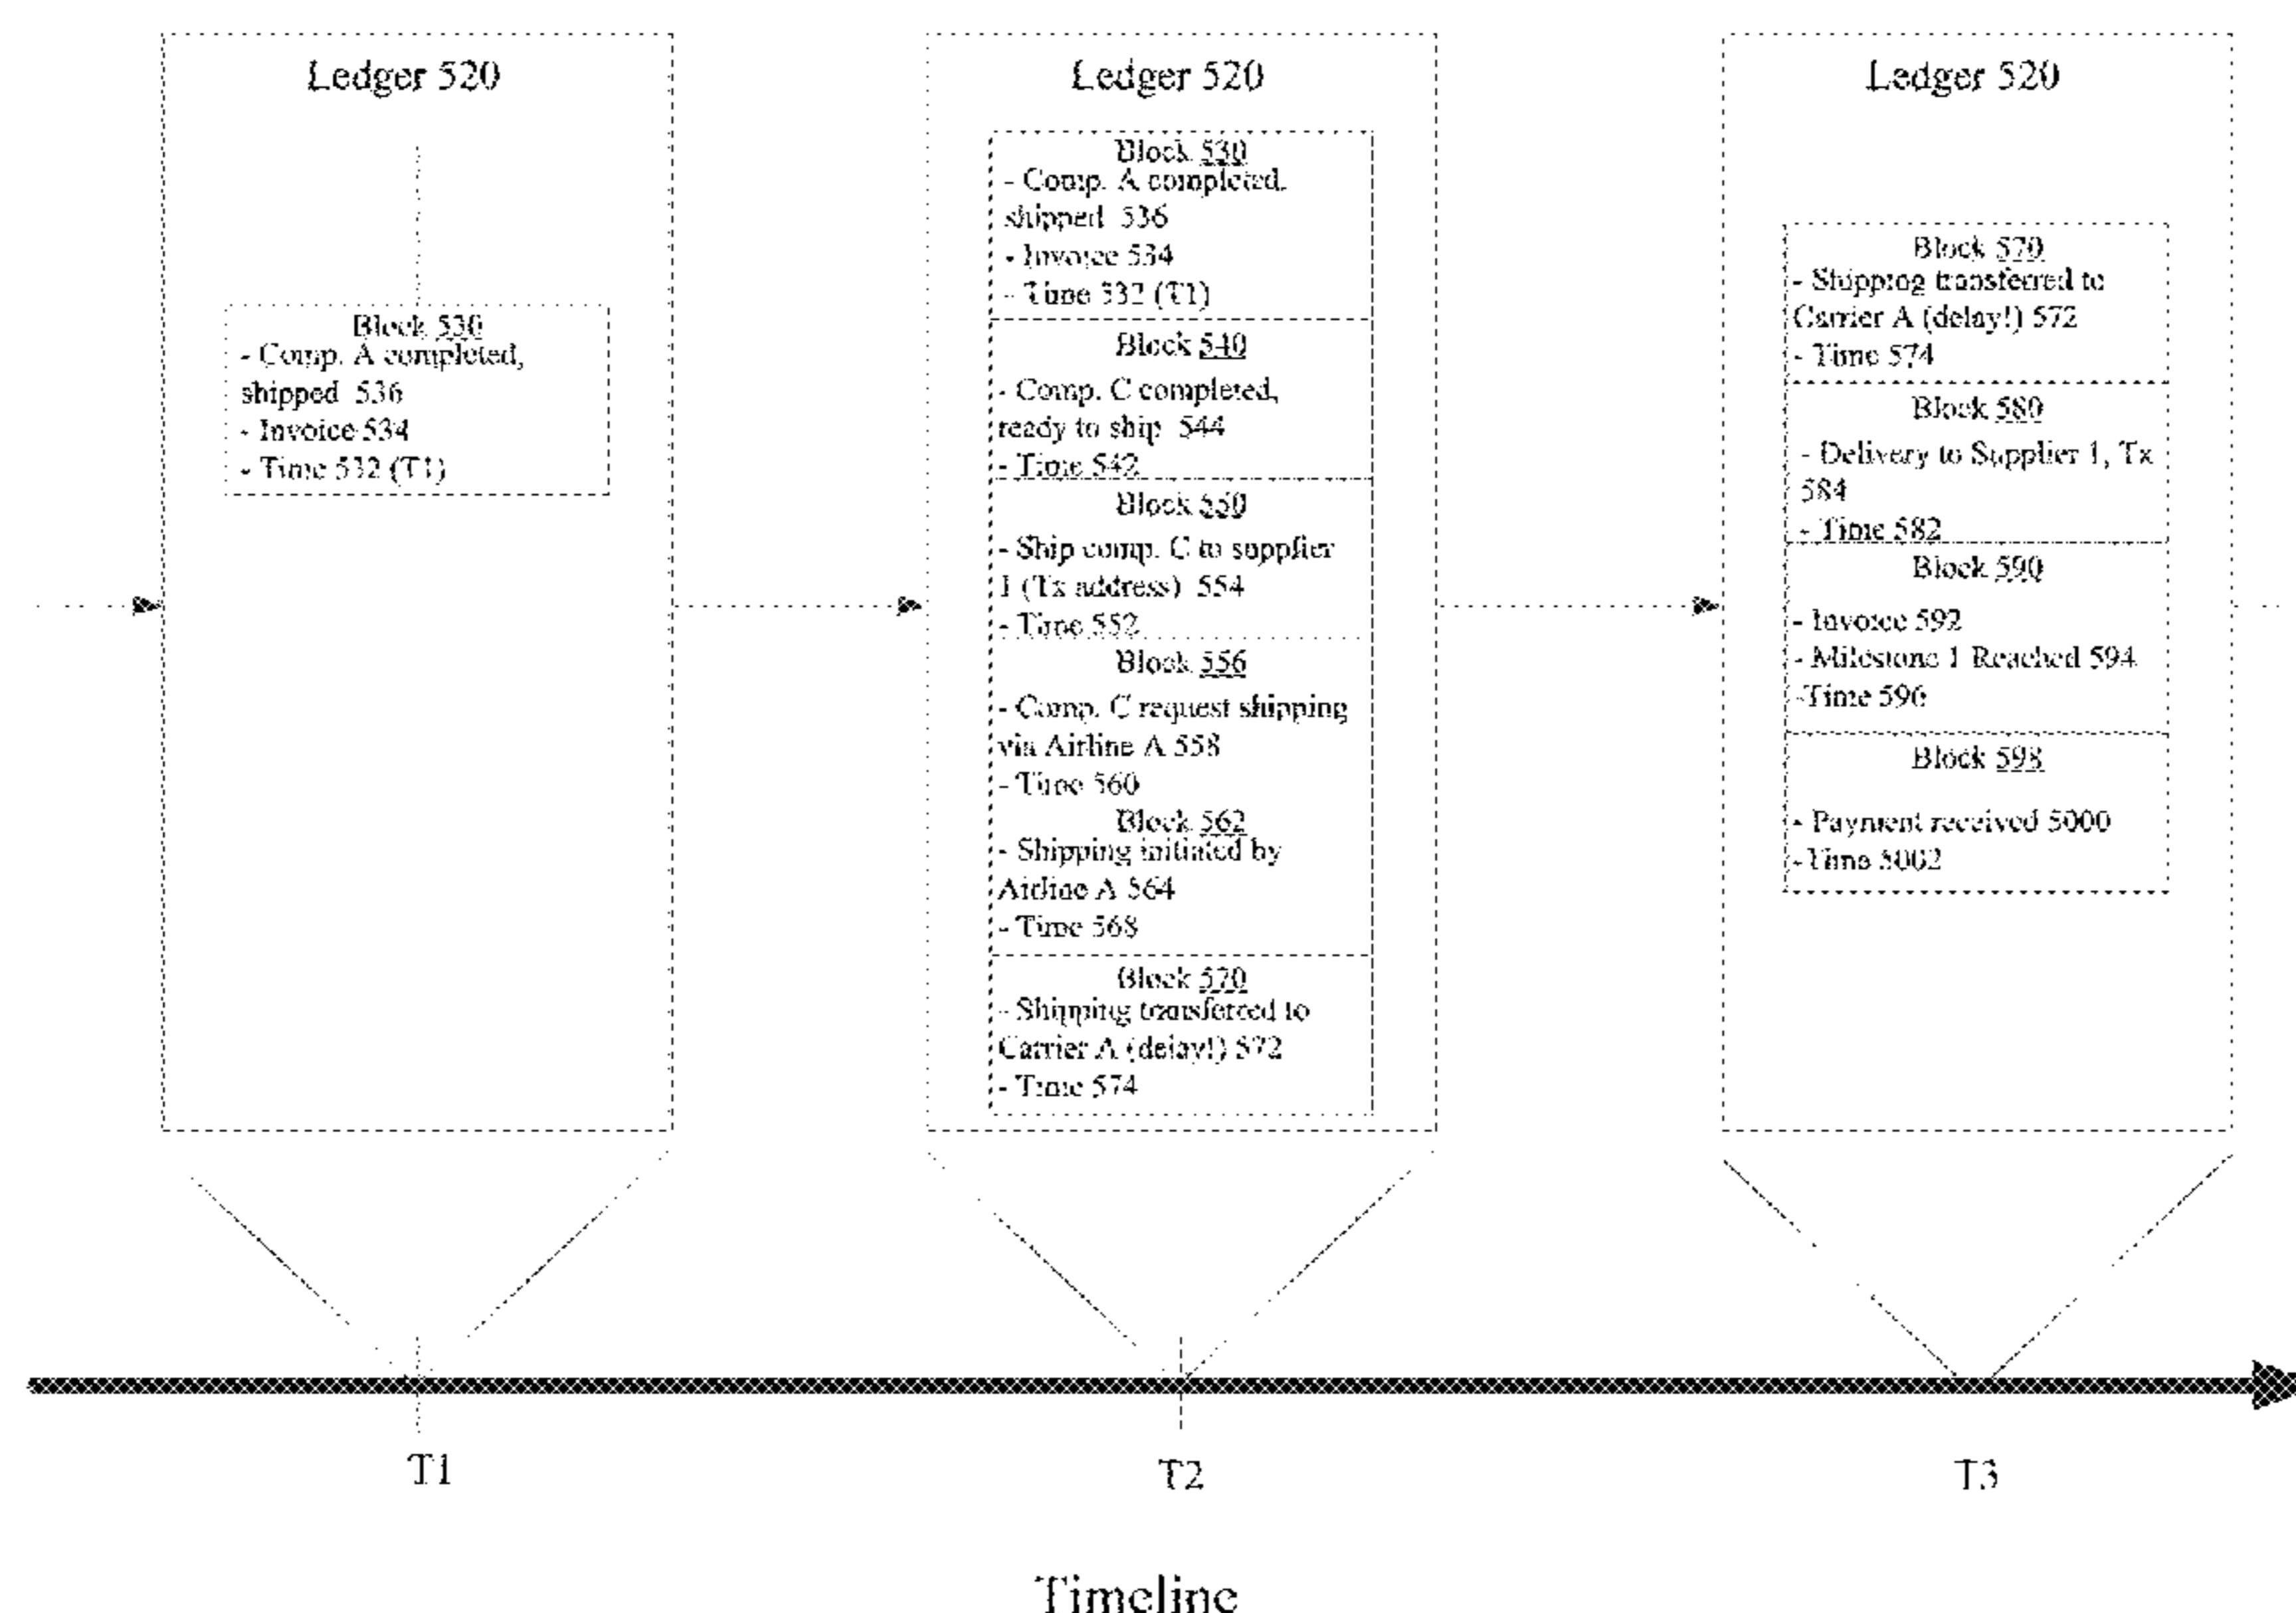 Ledger 520
Block 530
- Comp. A completed,
shipped 536
- Invoice 534
- Time 532 (T1)
Ledger 520
Block 530
- Comp. A completed,
shipped 536
- Invoice 534
- Time 532 (T1)
Block 540
- Comp. C completed,
ready to ship 544
- Time 542
Block 550
- Ship comp. C to supplier
1 (Tx address) 554
- Time 552
Block 556
- Comp. C request shipping
via Airline A 558
- Time 560
Block 562
- Shipping initiated by
Airline A 564
- Time 568
Block 570
- Shipping transferred to
Carrier A (delay!) 572
- Time 574
Ledger 520
Block 570
- Shipping transferred to
Carrier A (delay!) 572
- Time 574
Block 580
- Delivery to Supplier 1, Tx
584
- Time 582
Block 590
- Invoice 592
- Milestone 1 Reached 594
-Time 596
Block 598
- Payment received 5000
-Time 5002
T1
T2
T3
Timeline